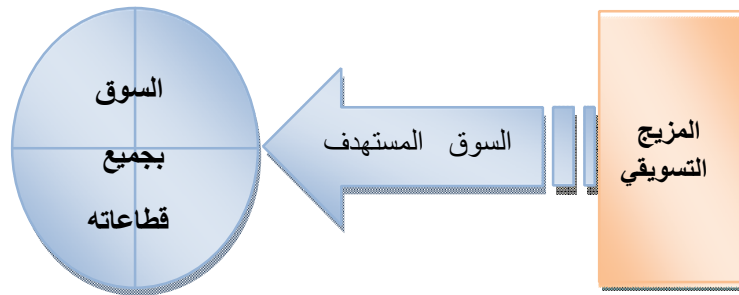 المزيج
التسويقي
السوق المستهدف
السوق
بجميع
قطاعاته